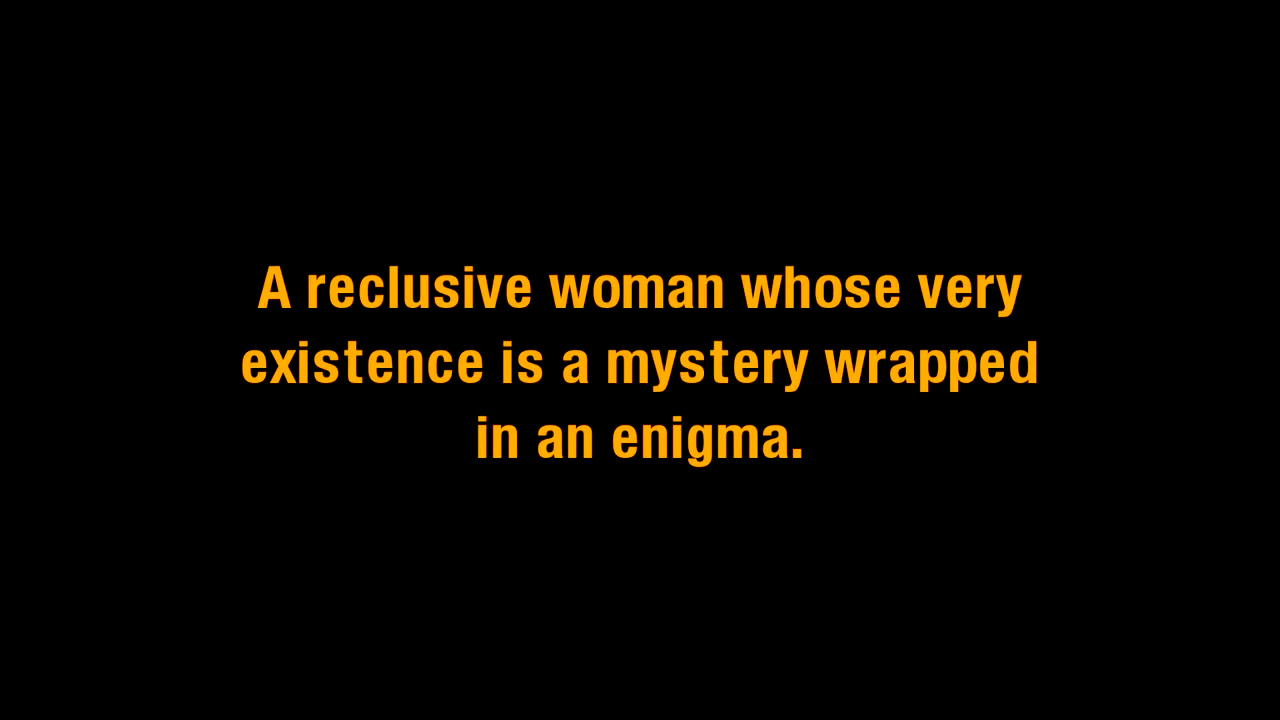 A reclusive woman whose very
existence is a mystery wrapped
in an enigma.